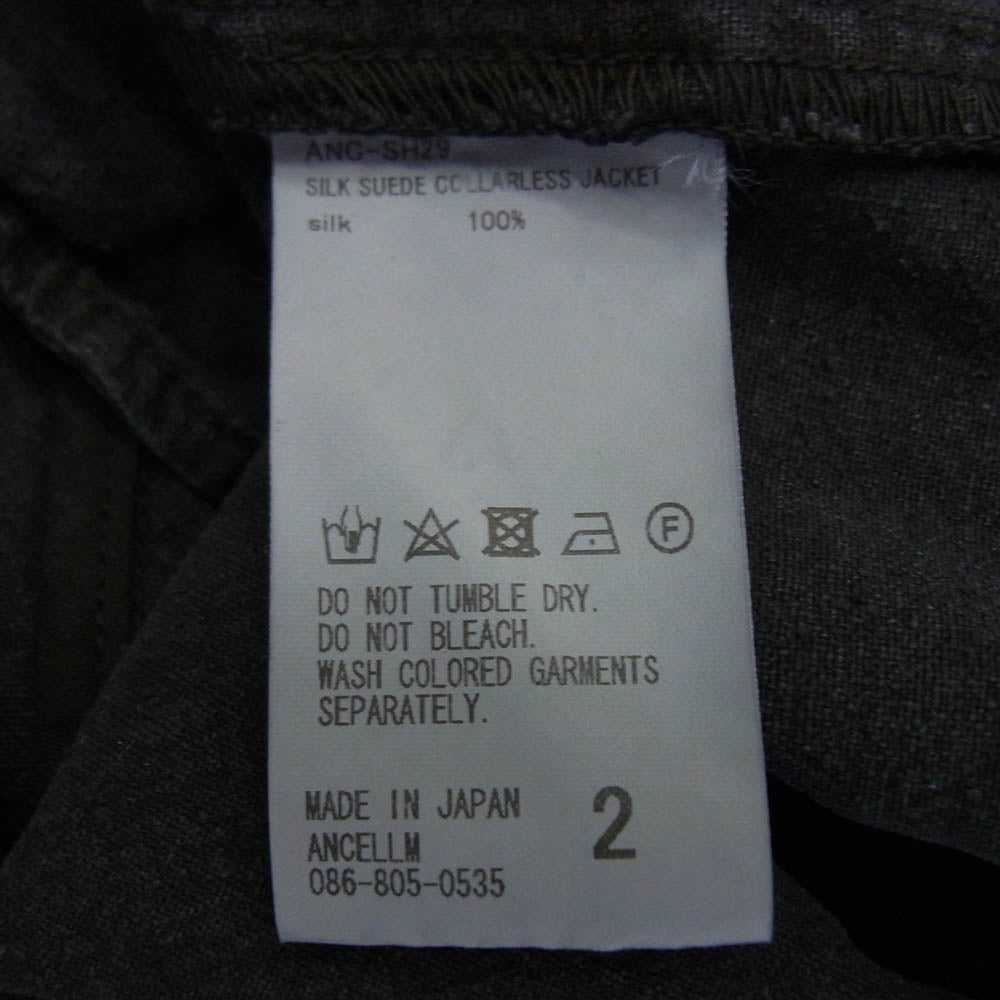 ANC-SH29
SILK SUEDE COLLARLESS JACKET
silk 100%
F
DO NOT TUMBLE DRY.
DO NOT BLEACH.
WASH COLORED GARMENTS
SEPARATELY.
MADE IN JAPAN
ANCELLM
086-805-0535
2